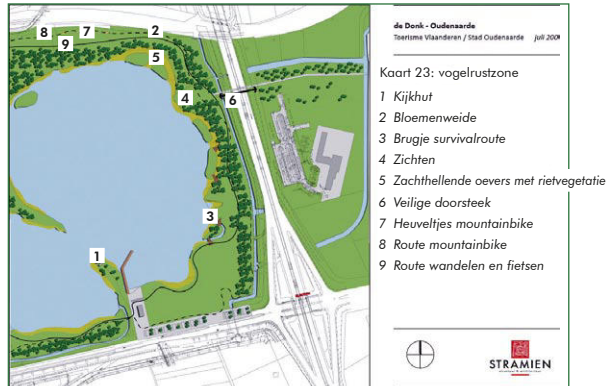 8
7
2
9
5
4
6
3
1
de Donk - Oudenaarde
Toerisme Vlaanderen / Stad Oudenaarde juli
Kaart 23: vogelrustzone
1 Kijkhut
2 Bloemenweide
3 Brugje survivalroute
4 Zichten
5 Zachthellende oevers met rietvegetatie
6 Veilige doorsteek
7 Heuveltjes mountainbike
8 Route mountainbike
9 Route wandelen en fietsen
STRAMIEN